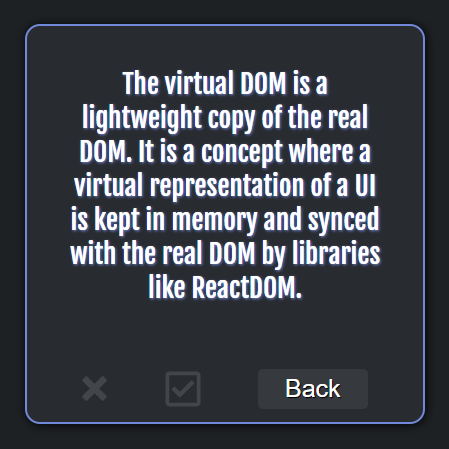 The virtual DOM is a
lightweight copy of the real
DOM. It is a concept where a
virtual representation of a UI
is kept in memory and synced
with the real DOM by libraries
like ReactDOM.
Back